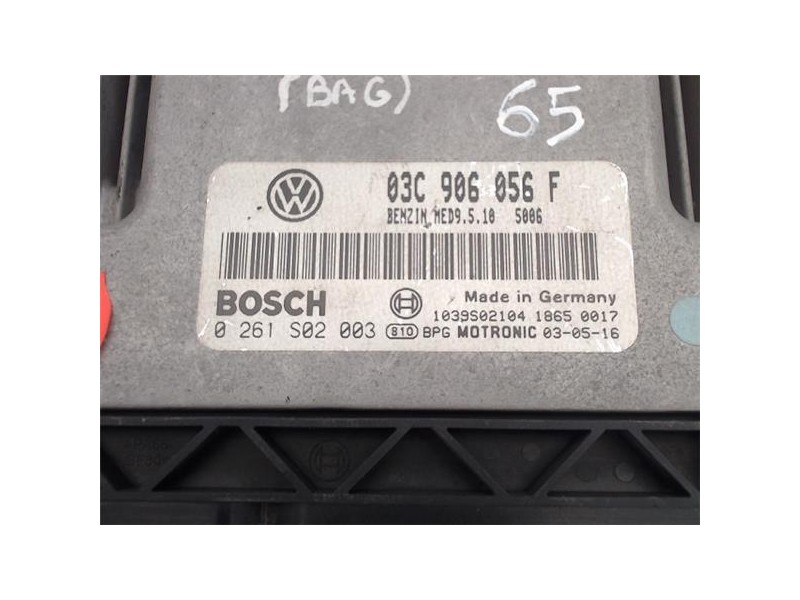 (BAG)
65
03C 906 056 F
BENZIN MED9.5.10 5006
BOSCH
Made in Germany
1039S02104 1865 0017
0 261 S02 003 810 BPG MOTRONIC 03-05-16